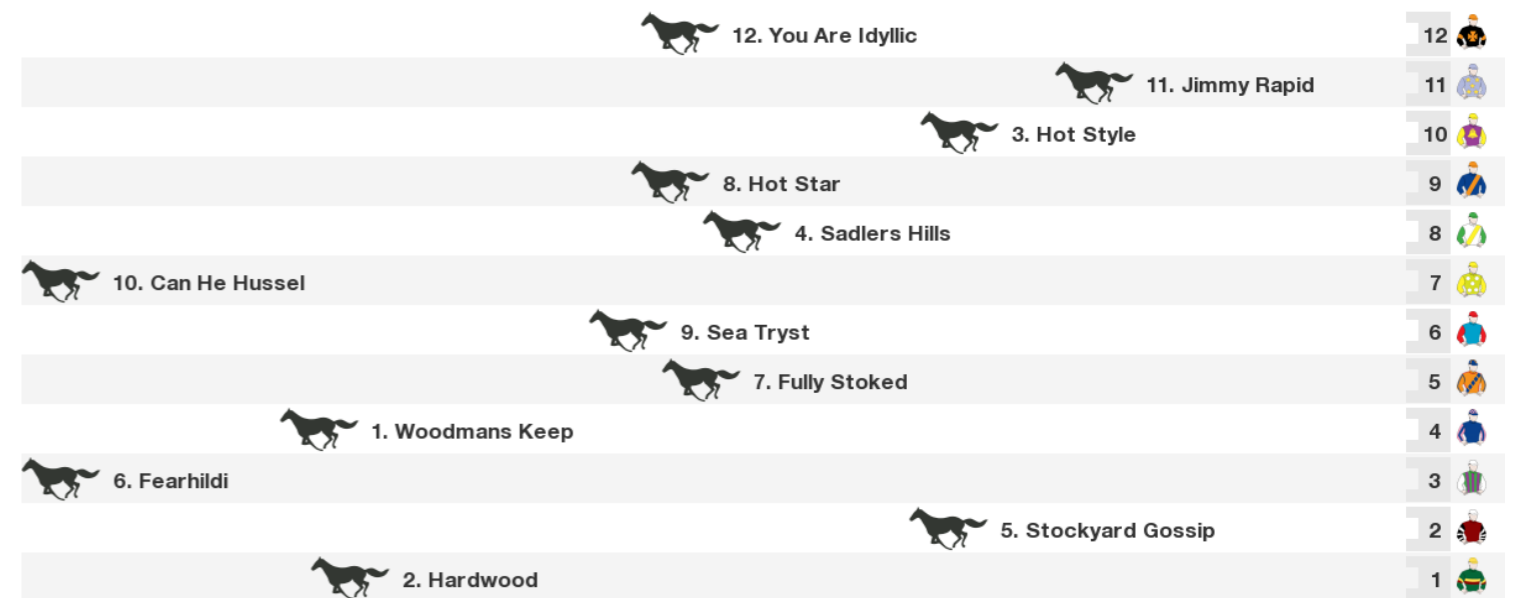 12. You Are Idyllic 12
11. Jimmy Rapid 11
3. Hot Style 10
8. Hot Star 9
4. Sadlers Hills 8
10. Can He Hussel 7
9. Sea Tryst 6
7. Fully Stoked 5
1. Woodmans Keep 4
6. Fearhildi 3
5. Stockyard Gossip 2
2. Hardwood 1